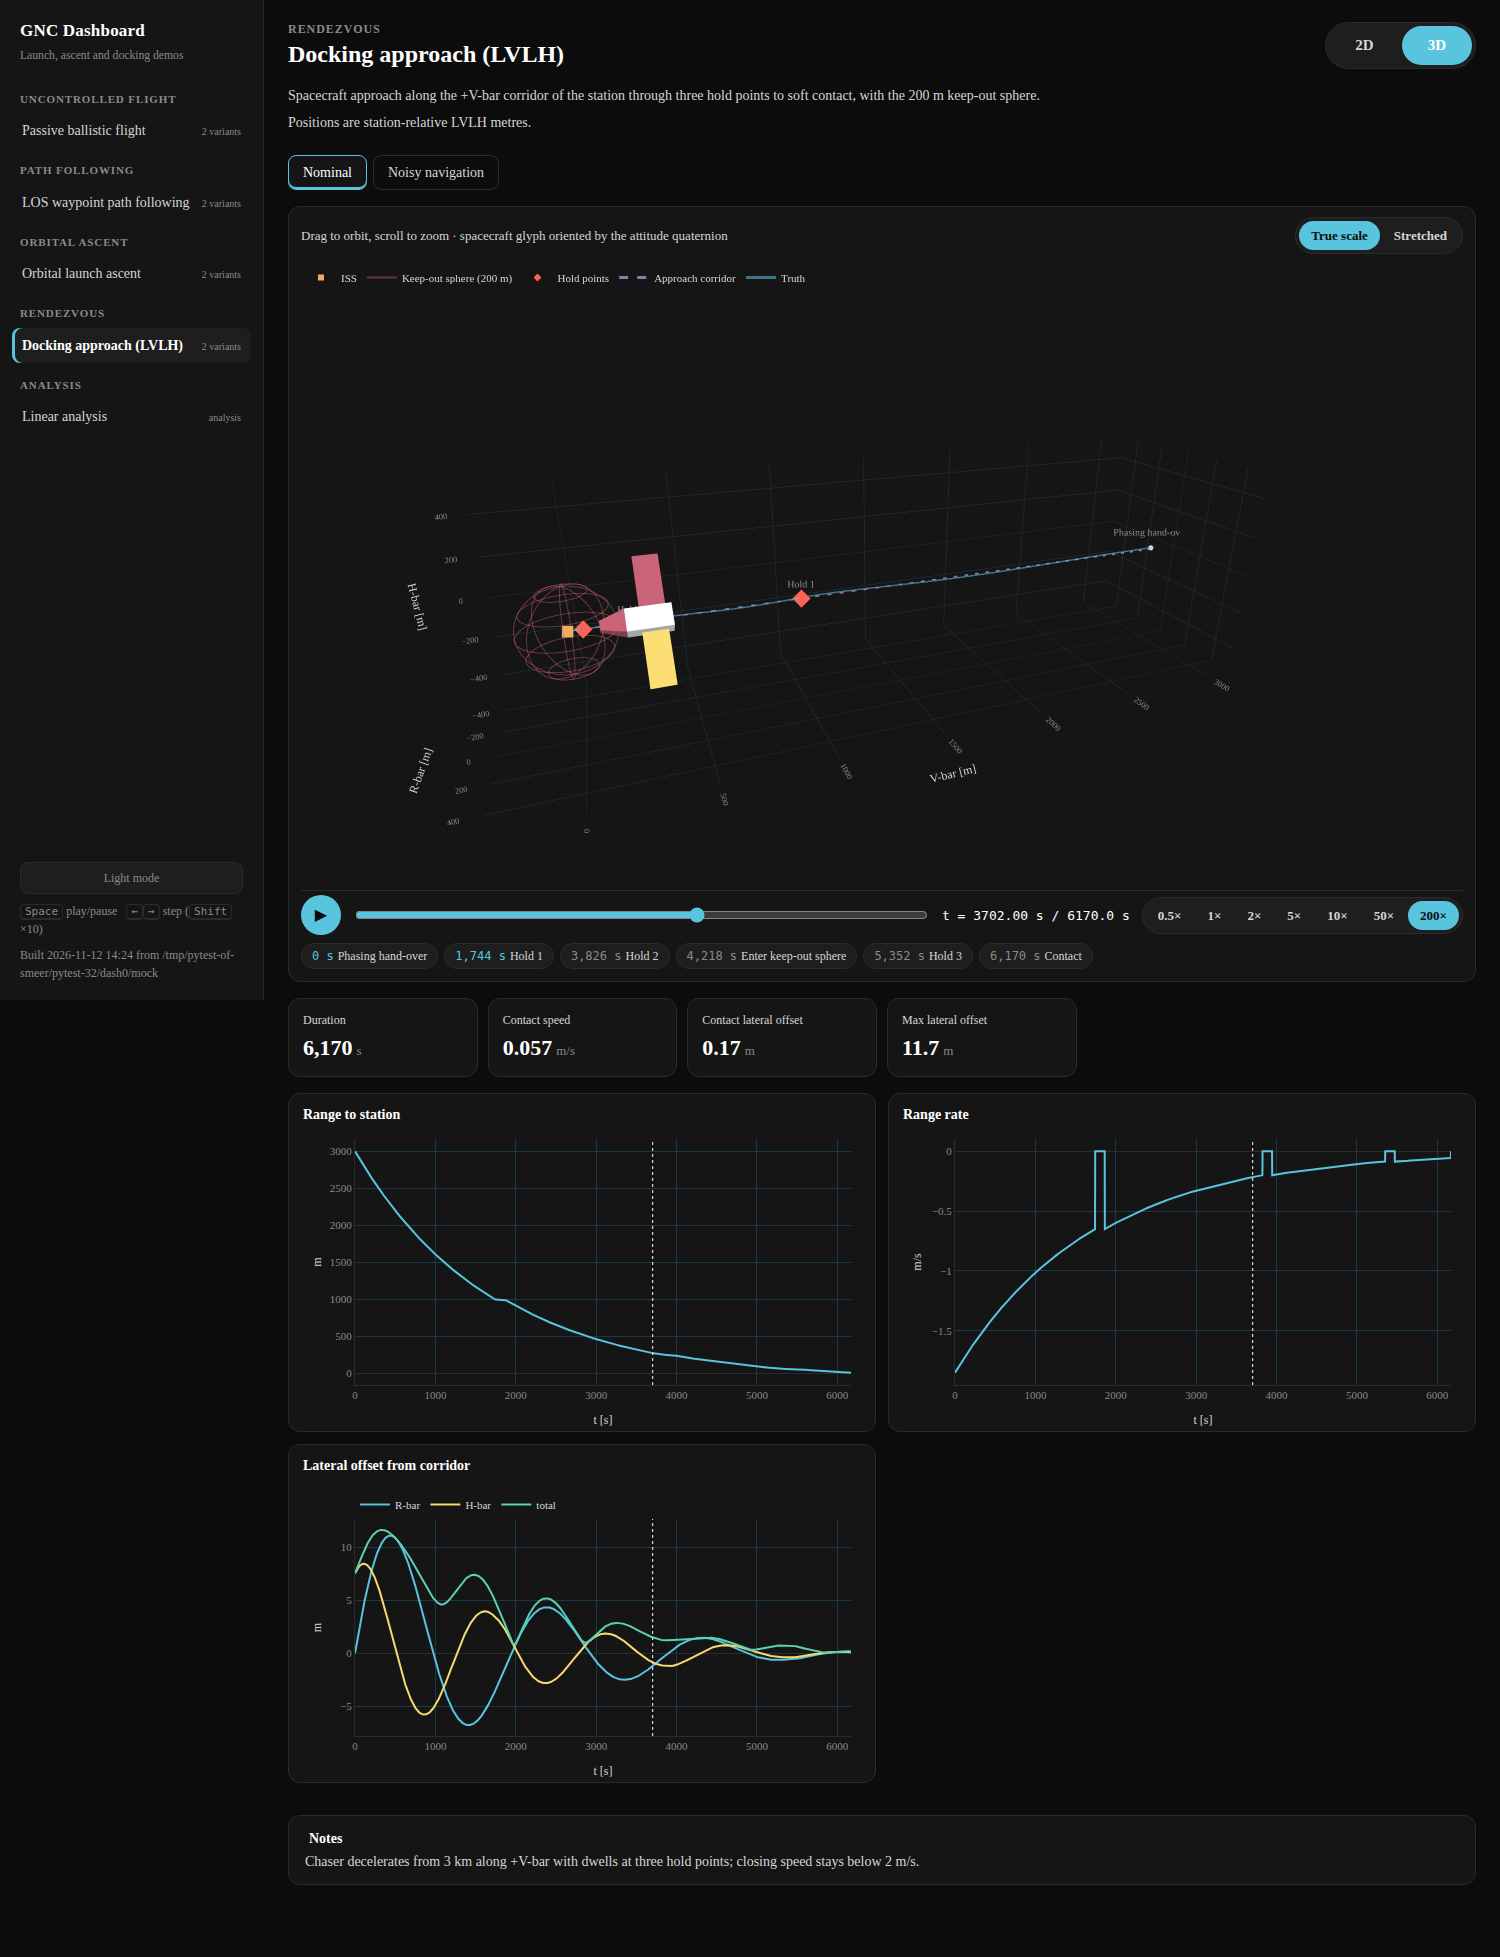 GNC Dashboard
Launch, ascent and docking demos
UNCONTROLLED FLIGHT
Passive ballistic flight 2 variants
PATH FOLLOWING
LOS waypoint path following 2 variants
ORBITAL ASCENT
Orbital launch ascent 2 variants
RENDEZVOUS
Docking approach (LVLH) 2 variants
ANALYSIS
Linear analysis analysis
Light mode
Space play/pause ← → step (Shift
×10)
Built 2026-11-12 14:24 from /tmp/pytest-of-
smeer/pytest-32/dash0/mock
RENDEZVOUS
Docking approach (LVLH)
2D 3D
Spacecraft approach along the +V-bar corridor of the station through three hold points to soft contact, with the 200 m keep-out sphere.
Positions are station-relative LVLH metres.
Nominal Noisy navigation
Drag to orbit, scroll to zoom · spacecraft glyph oriented by the attitude quaternion
True scale Stretched
ISS Keep-out sphere (200 m) Hold points Approach corridor Truth
Phasing hand-ov
Hold 1
H-bar [m]
400
200
0
−200
−400
R-bar [m]
−400
−200
0
200
400
V-bar [m]
0
500
1000
1500
2000
2500
3000
▶ t = 3702.00 s / 6170.0 s 0.5× 1× 2× 5× 10× 50× 200×
0 s Phasing hand-over 1,744 s Hold 1 3,826 s Hold 2 4,218 s Enter keep-out sphere 5,352 s Hold 3 6,170 s Contact
Duration
6,170 s
Contact speed
0.057 m/s
Contact lateral offset
0.17 m
Max lateral offset
11.7 m
Range to station
3000
2500
2000
1500
1000
500
0
m
0 1000 2000 3000 4000 5000 6000
t [s]
Range rate
0
−0.5
−1
−1.5
m/s
0 1000 2000 3000 4000 5000 6000
t [s]
Lateral offset from corridor
R-bar H-bar total
10
5
0
−5
m
0 1000 2000 3000 4000 5000 6000
t [s]
Notes
Chaser decelerates from 3 km along +V-bar with dwells at three hold points; closing speed stays below 2 m/s.